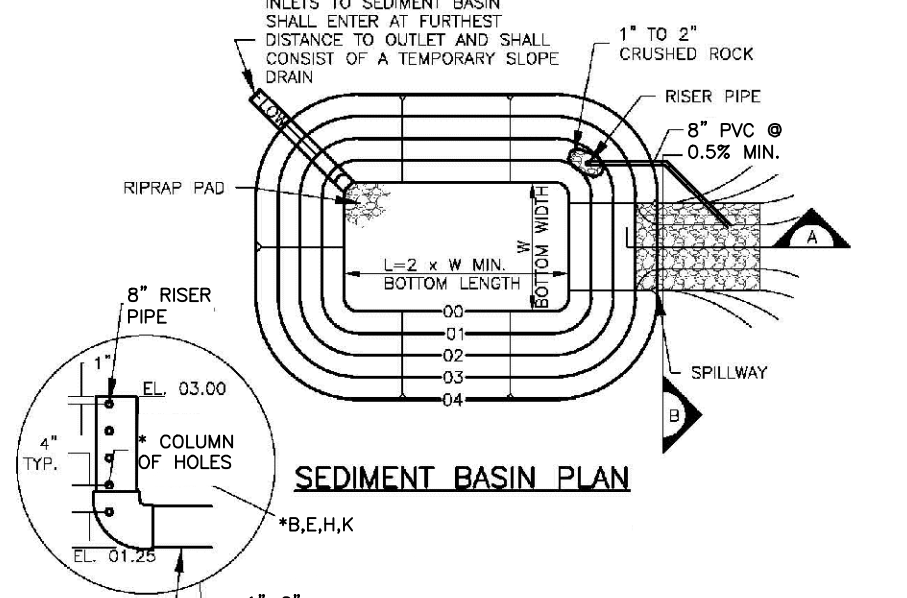 INLETS TO SEDIMENT BASIN
SHALL ENTER AT FURTHEST
DISTANCE TO OUTLET AND SHALL
CONSIST OF A TEMPORARY SLOPE
DRAIN
1" TO 2"
CRUSHED ROCK
RISER PIPE
8" PVC @
0.5% MIN.
FLOW
RIPRAP PAD
W
BOTTOM WIDTH
L=2 x W MIN.
BOTTOM LENGTH
A
00
01
02
03
04
SPILLWAY
B
8" RISER
PIPE
1"
EL. 03.00
4"
TYP.
* COLUMN
OF HOLES
EL. 01.25
*B,E,H,K
SEDIMENT BASIN PLAN